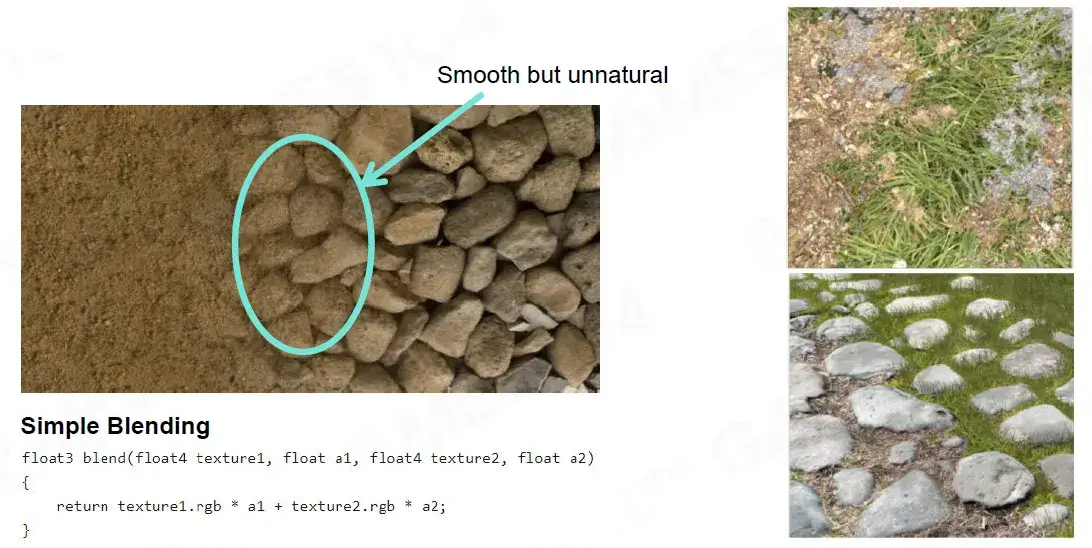 Smooth but unnatural
Simple Blending
float3 blend(float4 texture1, float a1, float4 texture2, float a2)
{
    return texture1.rgb * a1 + texture2.rgb * a2;
}